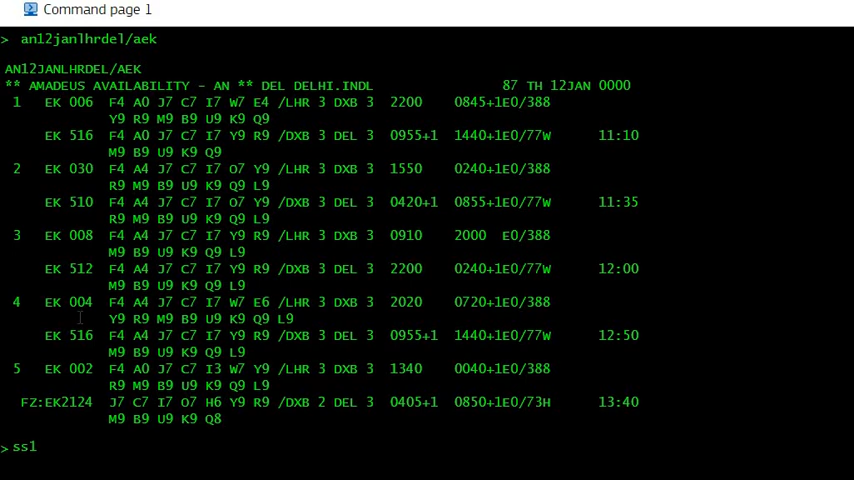 Command page 1
> an12janlhrdel/aek
AN12JANLHRDEL/AEK
** AMADEUS AVAILABILITY - AN ** DEL DELHI.INDL 87 TH 12JAN 0000
1 EK 006 F4 A0 J7 C7 I7 W7 E4 /LHR 3 DXB 3 2200 0845+1E0/388
Y9 R9 M9 B9 U9 K9 Q9
EK 516 F4 A0 J7 C7 I7 Y9 R9 /DXB 3 DEL 3 0955+1 1440+1E0/77W 11:10
M9 B9 U9 K9 Q9
2 EK 030 F4 A4 J7 C7 I7 O7 Y9 /LHR 3 DXB 3 1550 0240+1E0/388
R9 M9 B9 U9 K9 Q9 L9
EK 510 F4 A4 J7 C7 I7 O7 Y9 /DXB 3 DEL 3 0420+1 0855+1E0/77W 11:35
R9 M9 B9 U9 K9 Q9 L9
3 EK 008 F4 A4 J7 C7 I7 Y9 R9 /LHR 3 DXB 3 0910 2000 E0/388
M9 B9 U9 K9 Q9 L9
EK 512 F4 A4 J7 C7 I7 Y9 R9 /DXB 3 DEL 3 2200 0240+1E0/77W 12:00
M9 B9 U9 K9 Q9 L9
4 EK 004 F4 A4 J7 C7 I7 W7 E6 /LHR 3 DXB 3 2020 0720+1E0/388
Y9 R9 M9 B9 U9 K9 Q9 L9
EK 516 F4 A4 J7 C7 I7 Y9 R9 /DXB 3 DEL 3 0955+1 1440+1E0/77W 12:50
M9 B9 U9 K9 Q9 L9
5 EK 002 F4 A0 J7 C7 I3 W7 Y9 /LHR 3 DXB 3 1340 0040+1E0/388
R9 M9 B9 U9 K9 Q9 L9
FZ:EK2124 J7 C7 I7 O7 H6 Y9 R9 /DXB 2 DEL 3 0405+1 0850+1E0/73H 13:40
M9 B9 U9 K9 Q8
> ss1